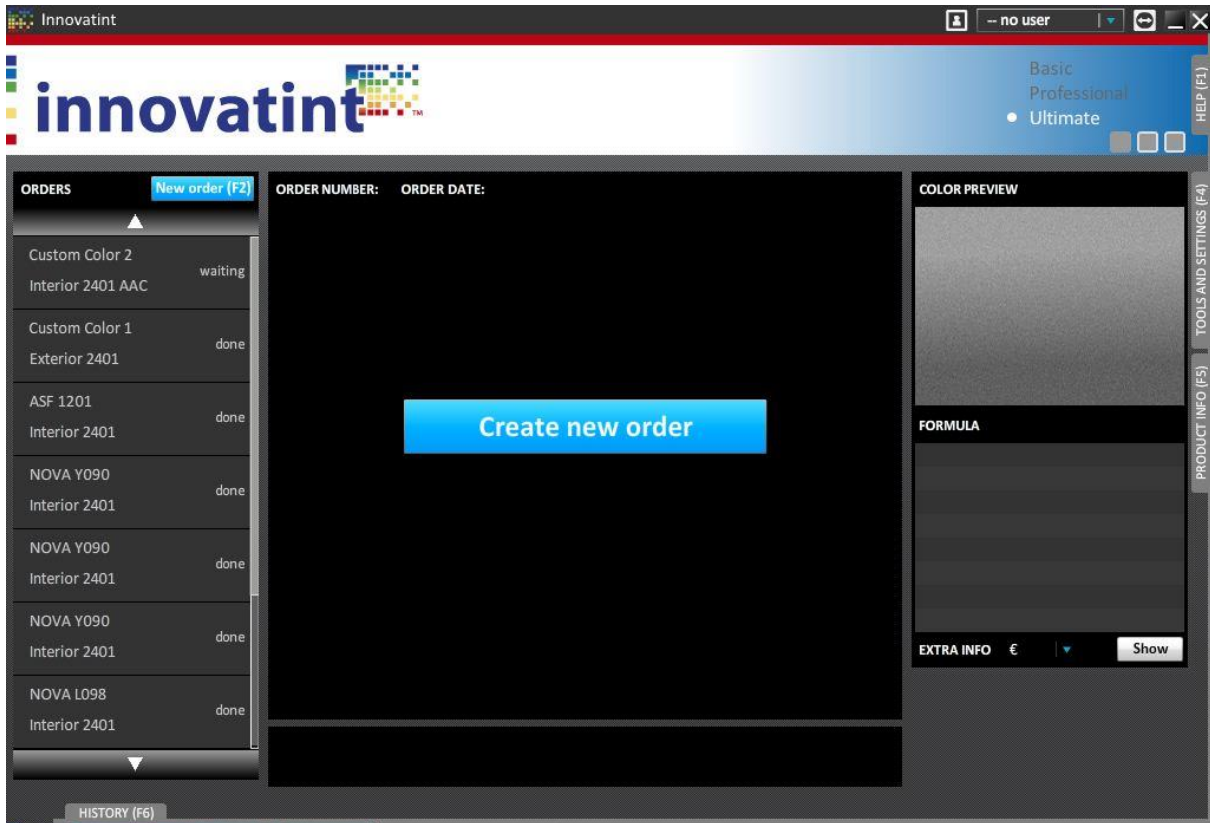 Innovatint
-- no user
innovatint™
Basic
Professional
Ultimate
HELP (F1)
ORDERS
New order (F2)
Custom Color 2
waiting
Interior 2401 AAC
Custom Color 1
done
Exterior 2401
ASF 1201
done
Interior 2401
NOVA Y090
done
Interior 2401
NOVA Y090
done
Interior 2401
NOVA Y090
done
Interior 2401
NOVA L098
done
Interior 2401
HISTORY (F6)
ORDER NUMBER: ORDER DATE:
Create new order
COLOR PREVIEW
FORMULA
EXTRA INFO €
Show
TOOLS AND SETTINGS (F4)
PRODUCT INFO (F5)